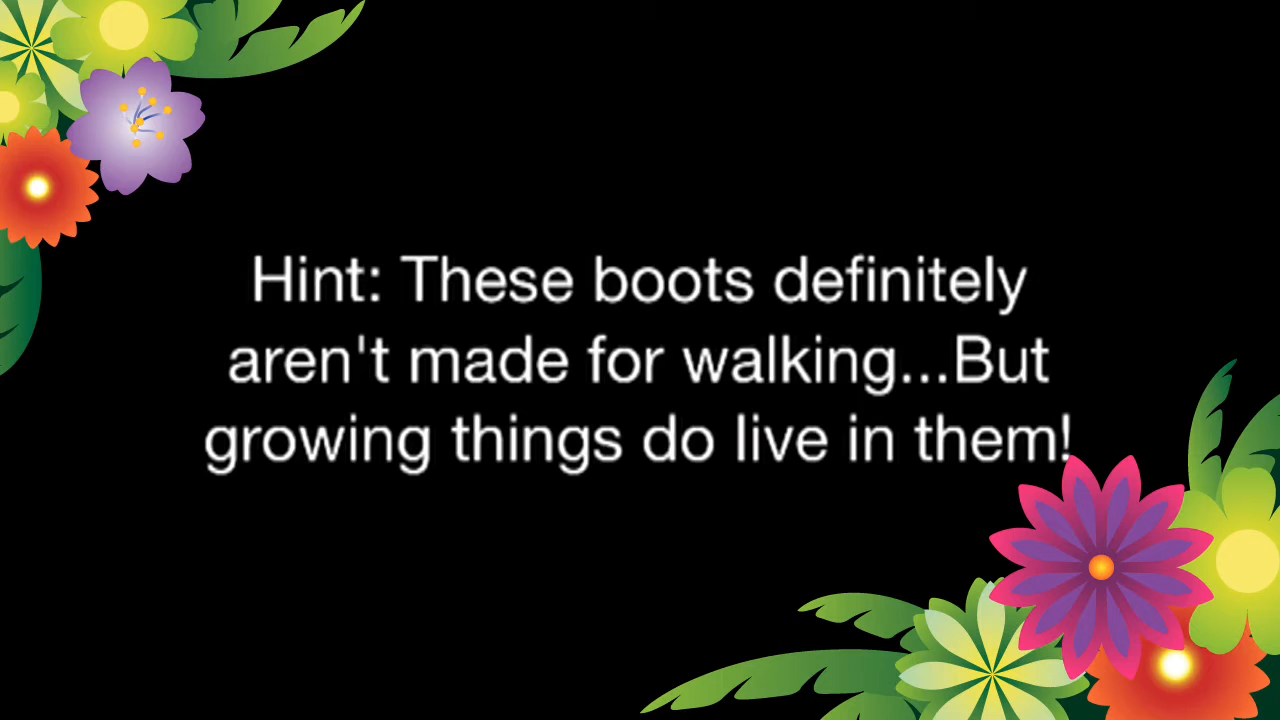 Hint: These boots definitely
aren't made for walking...But
growing things do live in them!